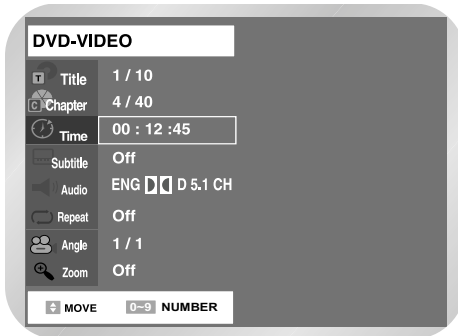 DVD-VIDEO
T Title 1 / 10
C Chapter 4 / 40
Time 00 : 12 :45
Subtitle Off
Audio ENG D 5.1 CH
Repeat Off
Angle 1 / 1
Zoom Off
MOVE 0~9 NUMBER